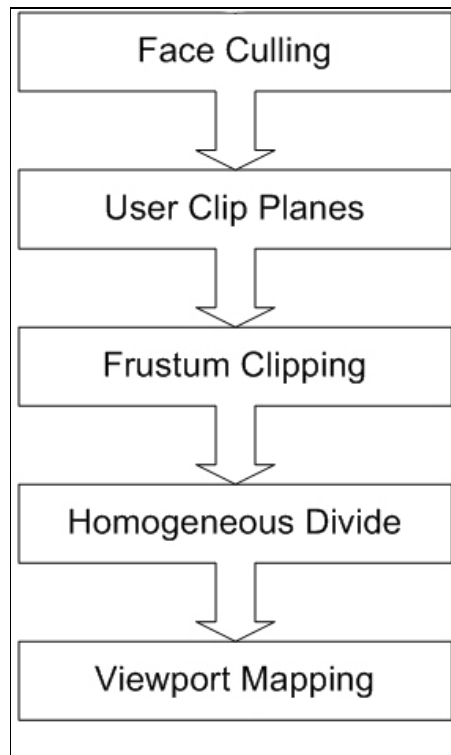 Face Culling
User Clip Planes
Frustum Clipping
Homogeneous Divide
Viewport Mapping